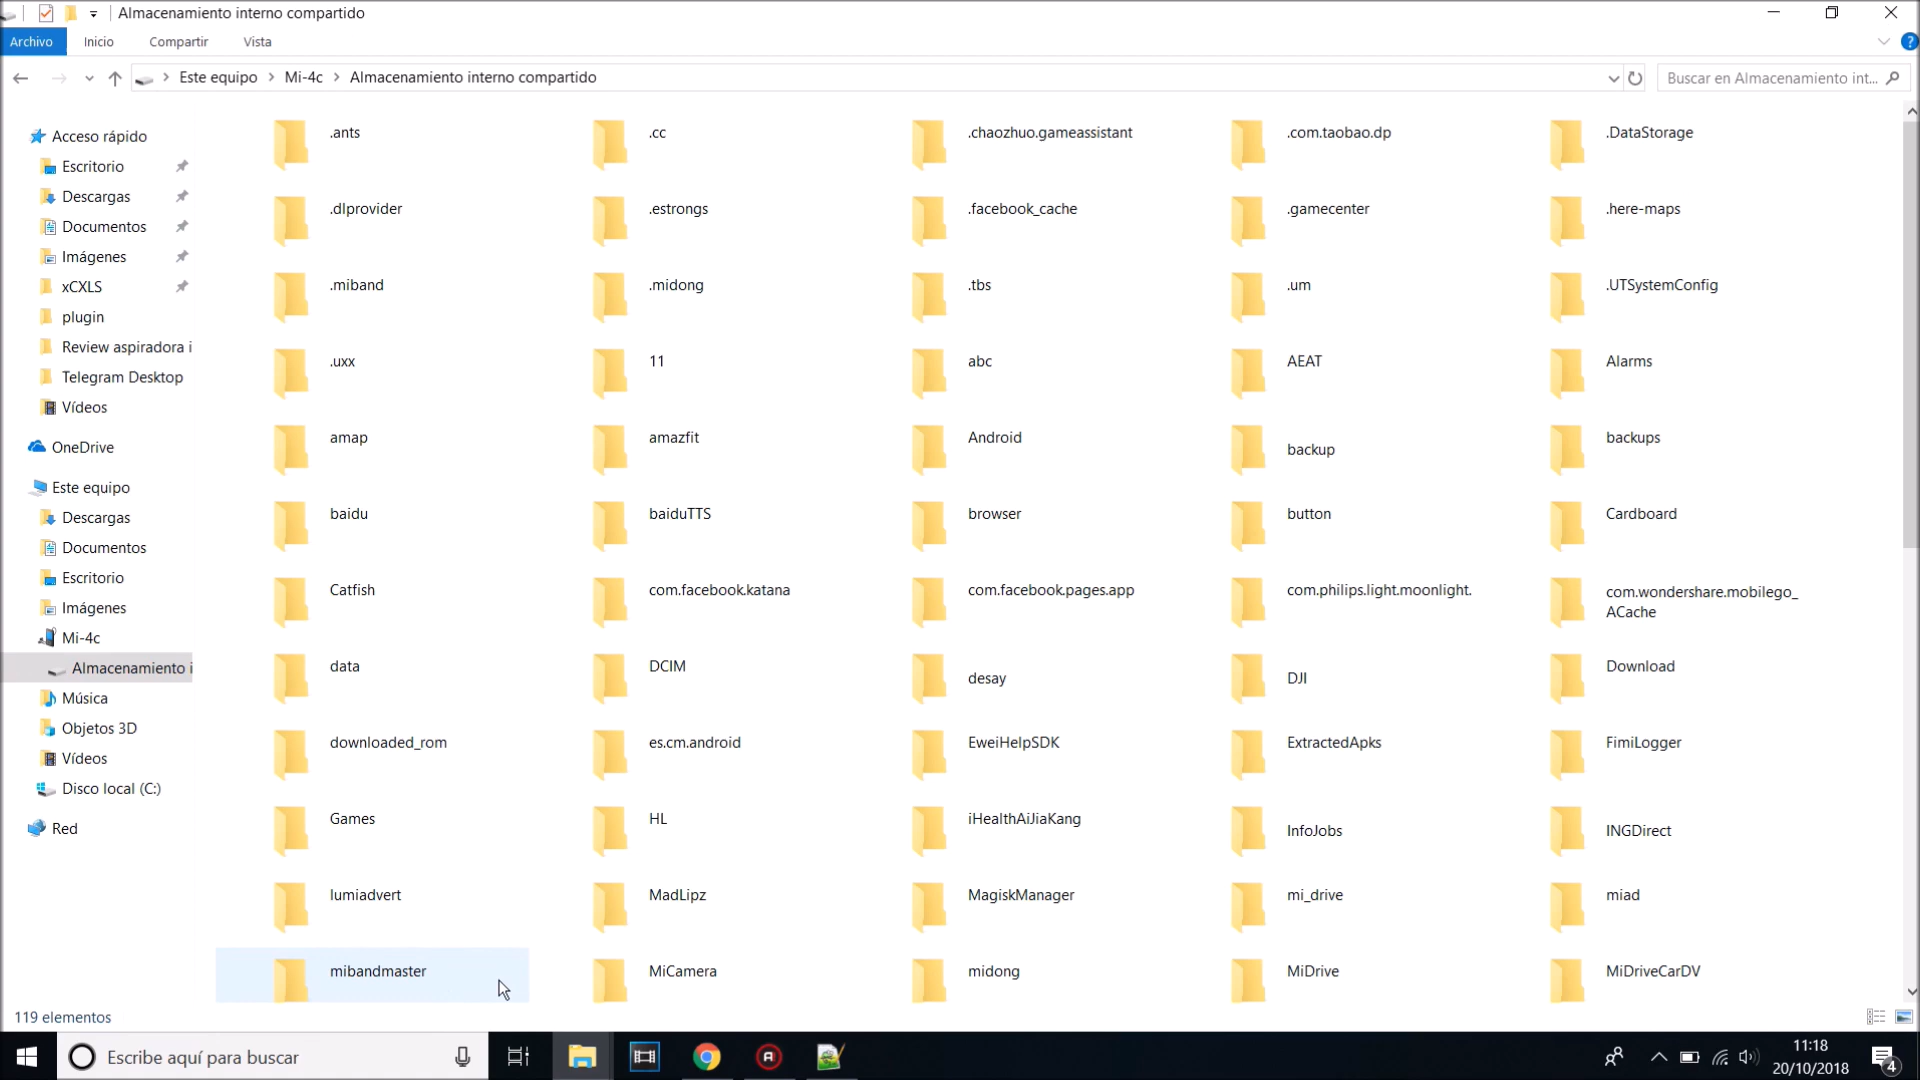 Almacenamiento interno compartido
Archivo Inicio Compartir Vista
Este equipo Mi-4c Almacenamiento interno compartido
Buscar en Almacenamiento int...
Acceso rápido
Escritorio
Descargas
Documentos
Imágenes
xCXLS
plugin
Review aspiradora i
Telegram Desktop
Vídeos
OneDrive
Este equipo
Descargas
Documentos
Escritorio
Imágenes
Mi-4c
Almacenamiento i
Música
Objetos 3D
Vídeos
Disco local (C:)
Red
.ants .cc .chaozhuo.gameassistant .com.taobao.dp .DataStorage
.dlprovider .estrongs .facebook_cache .gamecenter .here-maps
.miband .midong .tbs .um .UTSystemConfig
.uxx 11 abc AEAT Alarms
amap amazfit Android backup backups
baidu baiduTTS browser button Cardboard
Catfish com.facebook.katana com.facebook.pages.app com.philips.light.moonlight. com.wondershare.mobilego_
ACache
data DCIM desay DJI Download
downloaded_rom es.cm.android EweiHelpSDK ExtractedApks FimiLogger
Games HL iHealthAiJiaKang InfoJobs INGDirect
lumiadvert MadLipz MagiskManager mi_drive miad
mibandmaster MiCamera midong MiDrive MiDriveCarDV
119 elementos
Escribe aquí para buscar
11:18
20/10/2018
4